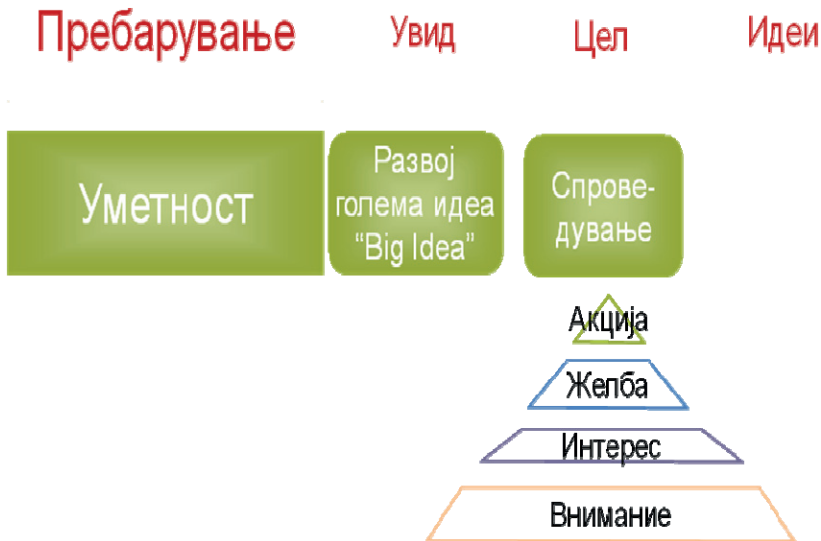 Пребарување Увид Цел Идеи
Уметност
Развој
голема идеа
“Big Idea”
Спрове-
дување
Акција
Желба
Интерес
Внимание